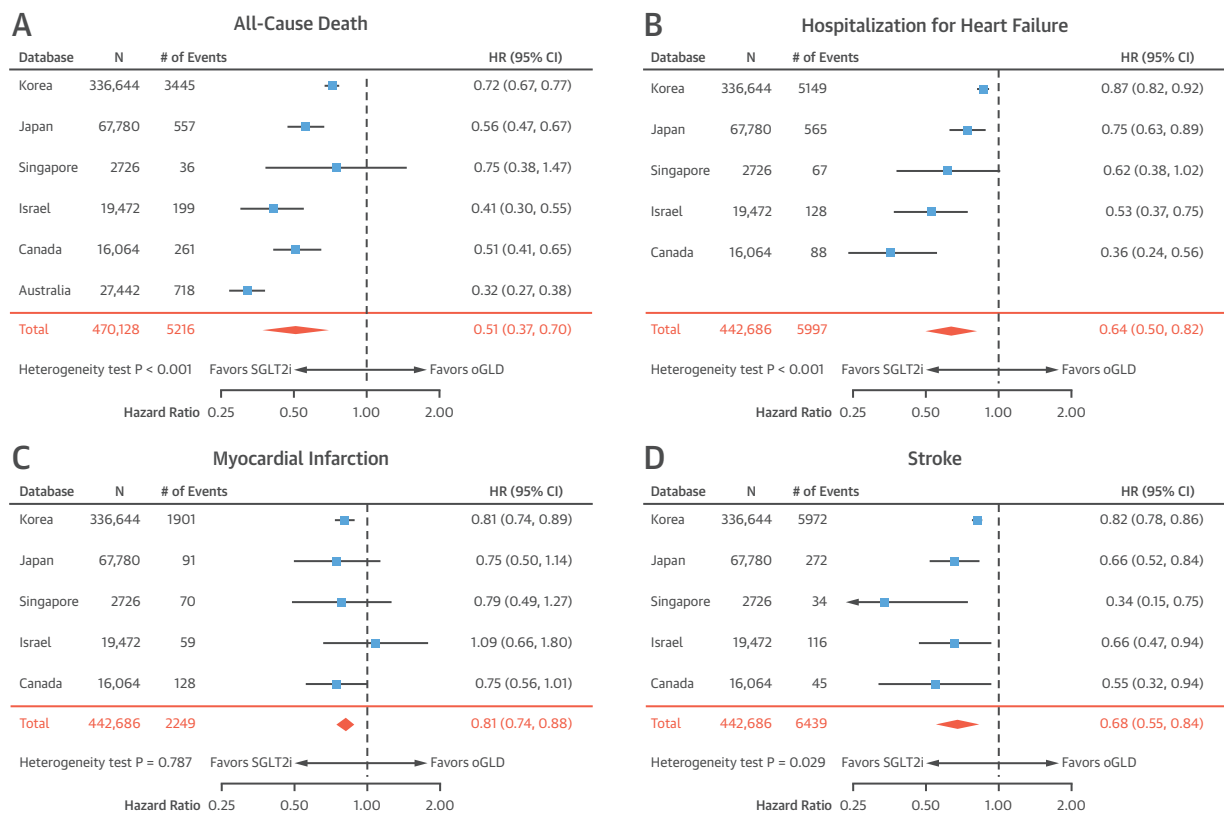 A All-Cause Death
Database N # of Events HR (95% CI)
Korea 336,644 3445 0.72 (0.67, 0.77)
Japan 67,780 557 0.56 (0.47, 0.67)
Singapore 2726 36 0.75 (0.38, 1.47)
Israel 19,472 199 0.41 (0.30, 0.55)
Canada 16,064 261 0.51 (0.41, 0.65)
Australia 27,442 718 0.32 (0.27, 0.38)
Total 470,128 5216 0.51 (0.37, 0.70)
Heterogeneity test P < 0.001 Favors SGLT2i Favors oGLD
Hazard Ratio 0.25 0.50 1.00 2.00
B Hospitalization for Heart Failure
Database N # of Events HR (95% CI)
Korea 336,644 5149 0.87 (0.82, 0.92)
Japan 67,780 565 0.75 (0.63, 0.89)
Singapore 2726 67 0.62 (0.38, 1.02)
Israel 19,472 128 0.53 (0.37, 0.75)
Canada 16,064 88 0.36 (0.24, 0.56)
Total 442,686 5997 0.64 (0.50, 0.82)
Heterogeneity test P < 0.001 Favors SGLT2i Favors oGLD
Hazard Ratio 0.25 0.50 1.00 2.00
C Myocardial Infarction
Database N # of Events HR (95% CI)
Korea 336,644 1901 0.81 (0.74, 0.89)
Japan 67,780 91 0.75 (0.50, 1.14)
Singapore 2726 70 0.79 (0.49, 1.27)
Israel 19,472 59 1.09 (0.66, 1.80)
Canada 16,064 128 0.75 (0.56, 1.01)
Total 442,686 2249 0.81 (0.74, 0.88)
Heterogeneity test P = 0.787 Favors SGLT2i Favors oGLD
Hazard Ratio 0.25 0.50 1.00 2.00
D Stroke
Database N # of Events HR (95% CI)
Korea 336,644 5972 0.82 (0.78, 0.86)
Japan 67,780 272 0.66 (0.52, 0.84)
Singapore 2726 34 0.34 (0.15, 0.75)
Israel 19,472 116 0.66 (0.47, 0.94)
Canada 16,064 45 0.55 (0.32, 0.94)
Total 442,686 6439 0.68 (0.55, 0.84)
Heterogeneity test P = 0.029 Favors SGLT2i Favors oGLD
Hazard Ratio 0.25 0.50 1.00 2.00